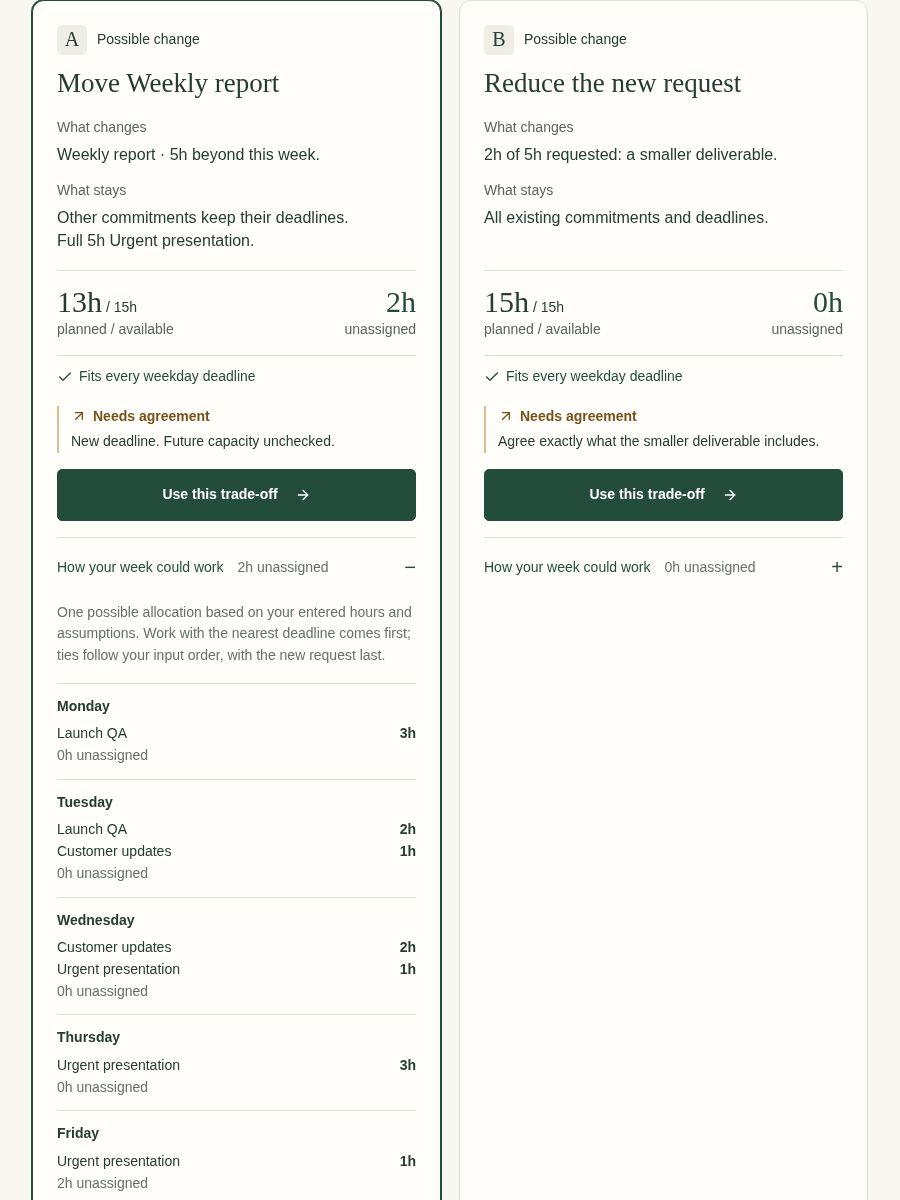 A Possible change
Move Weekly report
What changes
Weekly report · 5h beyond this week.
What stays
Other commitments keep their deadlines.
Full 5h Urgent presentation.
13h / 15h 2h
planned / available unassigned
Fits every weekday deadline
Needs agreement
New deadline. Future capacity unchecked.
Use this trade-off
How your week could work 2h unassigned
One possible allocation based on your entered hours and
assumptions. Work with the nearest deadline comes first;
ties follow your input order, with the new request last.
Monday
Launch QA 3h
0h unassigned
Tuesday
Launch QA 2h
Customer updates 1h
0h unassigned
Wednesday
Customer updates 2h
Urgent presentation 1h
0h unassigned
Thursday
Urgent presentation 3h
0h unassigned
Friday
Urgent presentation 1h
2h unassigned
B Possible change
Reduce the new request
What changes
2h of 5h requested: a smaller deliverable.
What stays
All existing commitments and deadlines.
15h / 15h 0h
planned / available unassigned
Fits every weekday deadline
Needs agreement
Agree exactly what the smaller deliverable includes.
Use this trade-off
How your week could work 0h unassigned